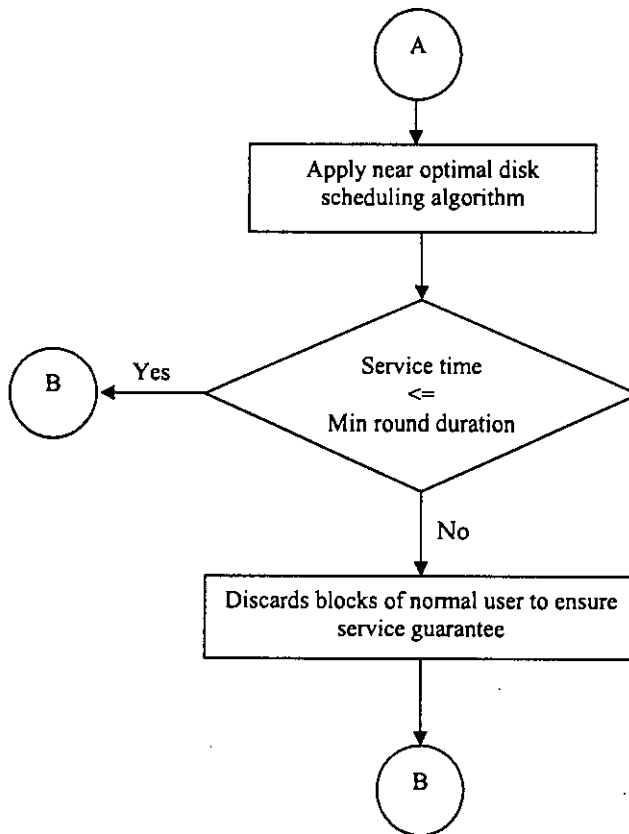 A
Apply near optimal disk
scheduling algorithm
Service time
<=
Min round duration
Yes
B
No
Discards blocks of normal user to ensure
service guarantee
B